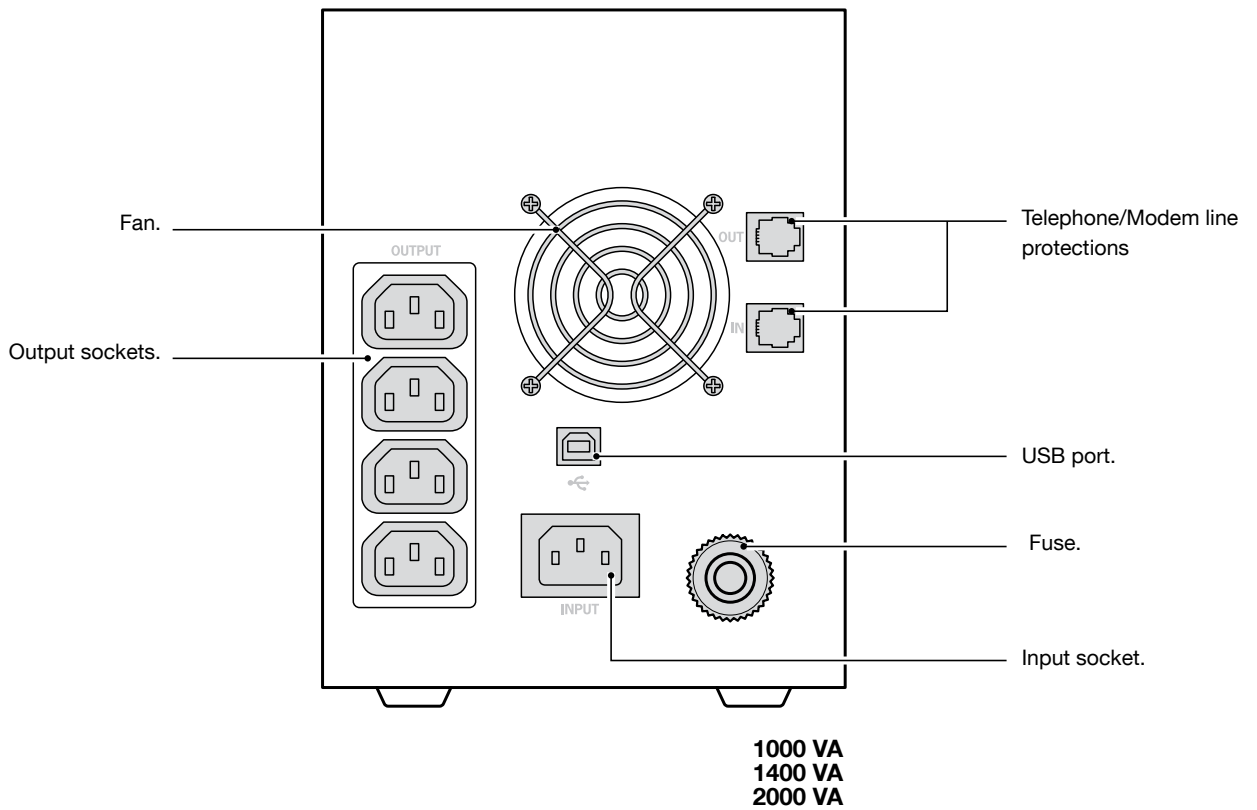 Fan.
OUTPUT
OUT
Telephone/Modem line
protections
IN
Output sockets.
USB port.
Fuse.
INPUT
Input socket.
1000 VA
1400 VA
2000 VA